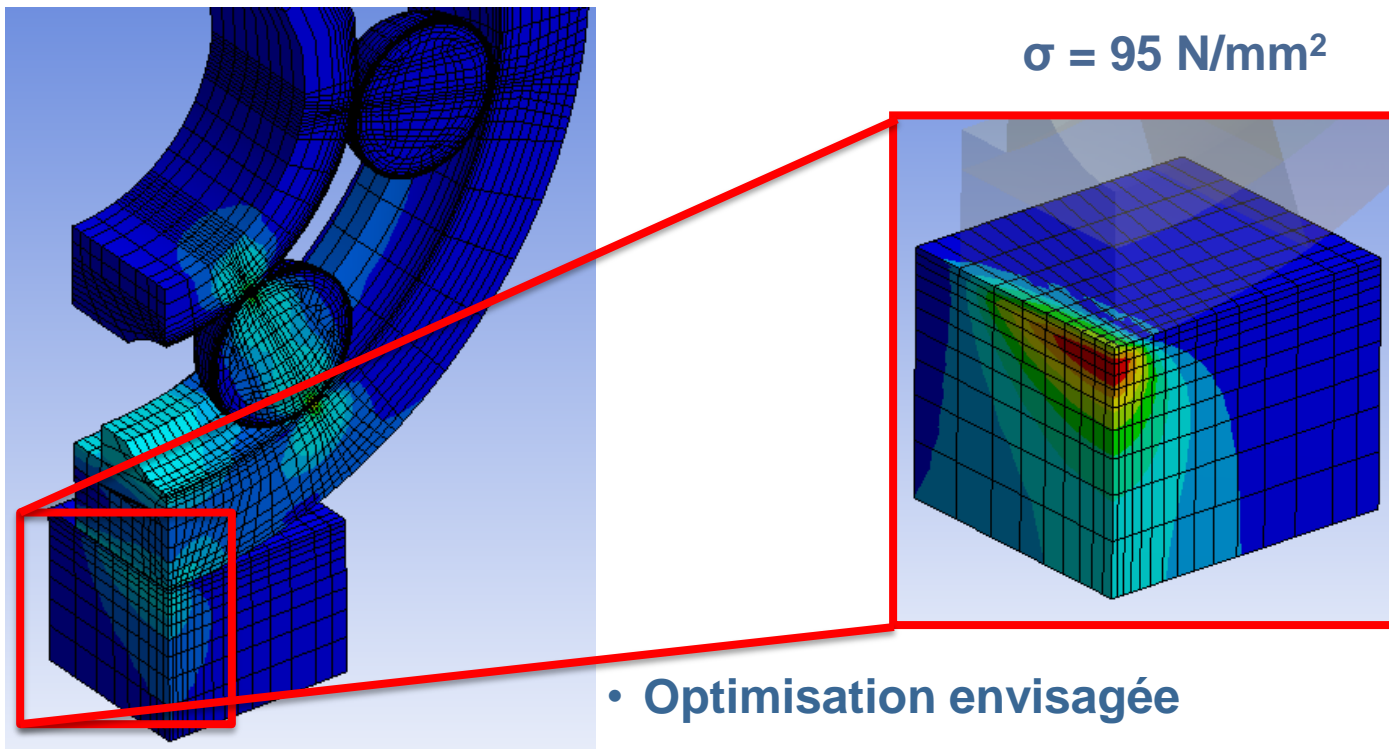 σ = 95 N/mm²
• Optimisation envisagée